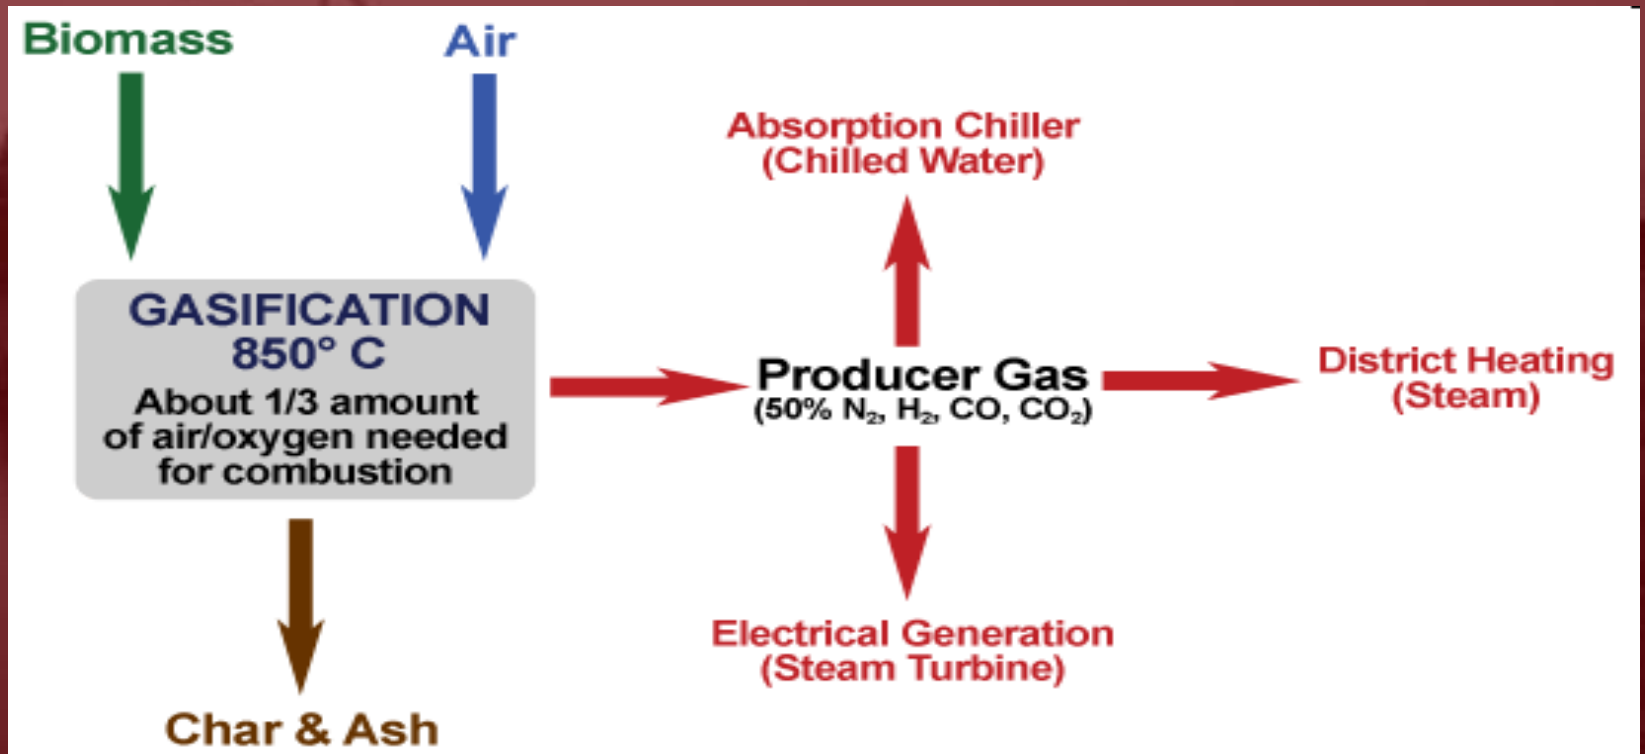 Biomass
Air
GASIFICATION
850° C
About 1/3 amount
of air/oxygen needed
for combustion
Char & Ash
Producer Gas
(50% N₂, H₂, CO, CO₂)
Absorption Chiller
(Chilled Water)
District Heating
(Steam)
Electrical Generation
(Steam Turbine)